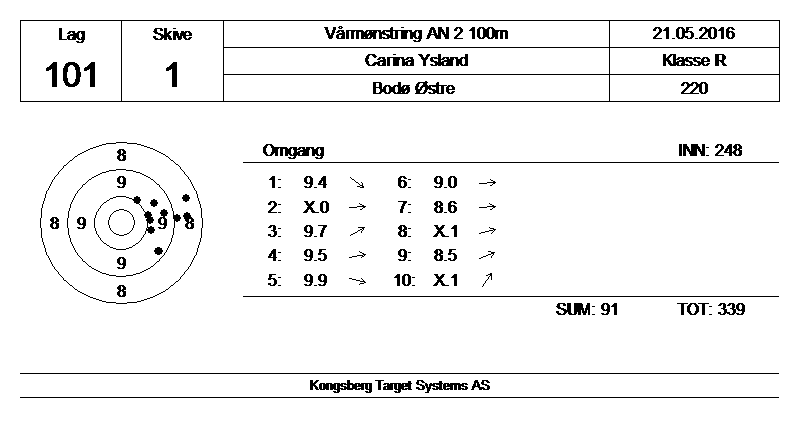 Lag Skive Vårmønstring AN 2 100m 21.05.2016
101 1 Carina Ysland Klasse R
Bodø Østre 220
Omgang INN: 248
8
9
8 9 9 8
9
8
1: 9.4 6: 9.0
2: X.0 7: 8.6
3: 9.7 8: X.1
4: 9.5 9: 8.5
5: 9.9 10: X.1
SUM: 91 TOT: 339
Kongsberg Target Systems AS